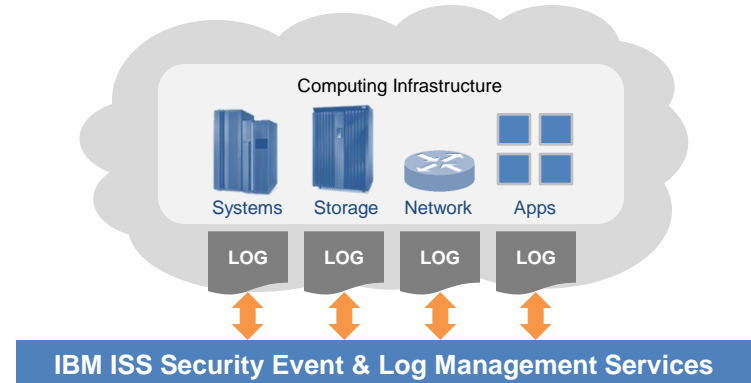 Computing Infrastructure
Systems Storage Network Apps
LOG LOG LOG LOG
IBM ISS Security Event & Log Management Services